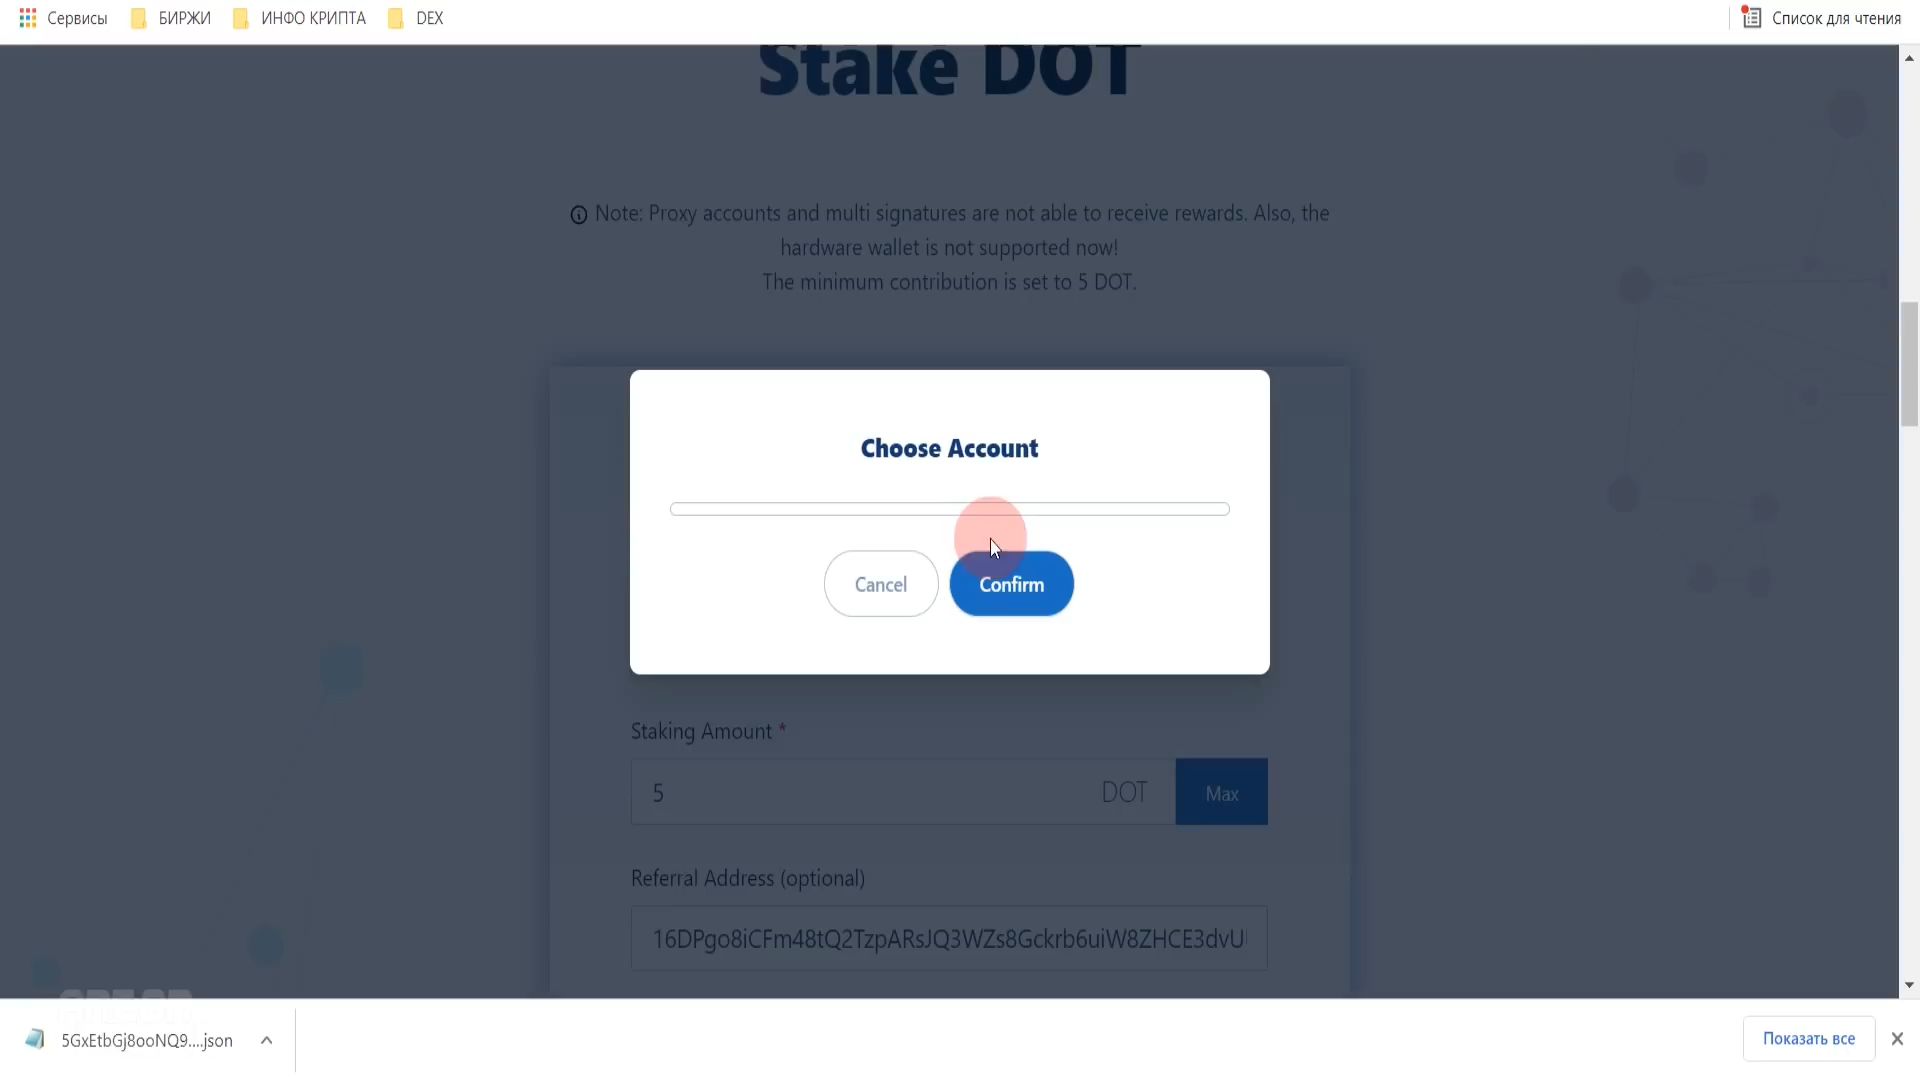 Сервисы
БИРЖИ
ИНФО КРИПТА
DEX
Список для чтения
Stake DOT
Note: Proxy accounts and multi signatures are not able to receive rewards. Also, the
hardware wallet is not supported now!
The minimum contribution is set to 5 DOT.
Choose Account
Cancel
Confirm
Staking Amount *
5
DOT
Max
Referral Address (optional)
16DPgo8iCFm48tQ2TzpARsJQ3WZs8Gckrb6uiW8ZHCE3dvU
5GxEtbGj8ooNQ9....json
Показать все